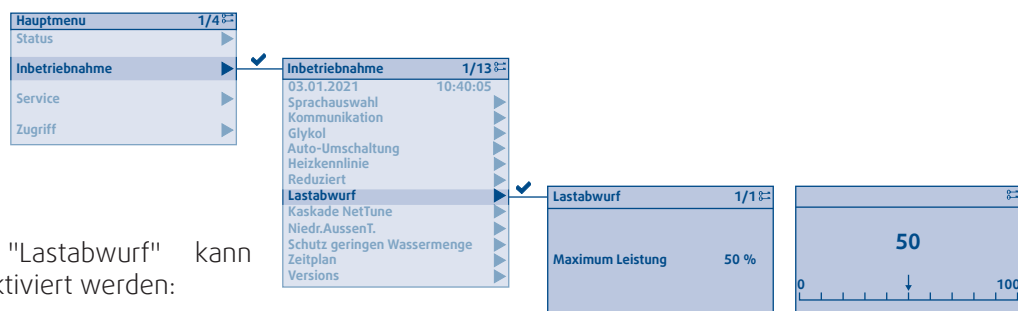 Hauptmenu 1/4
Status
Inbetriebnahme
Service
Zugriff
Inbetriebnahme 1/13
03.01.2021 10:40:05
Sprachauswahl
Kommunikation
Glykol
Auto-Umschaltung
Heizkennlinie
Reduziert
Lastabwurf
Kaskade NetTune
Niedr.AussenT.
Schutz geringen Wassermenge
Zeitplan
Versions
Lastabwurf 1/1
Maximum Leistung 50 %
50
0 100
"Lastabwurf" kann
werden: